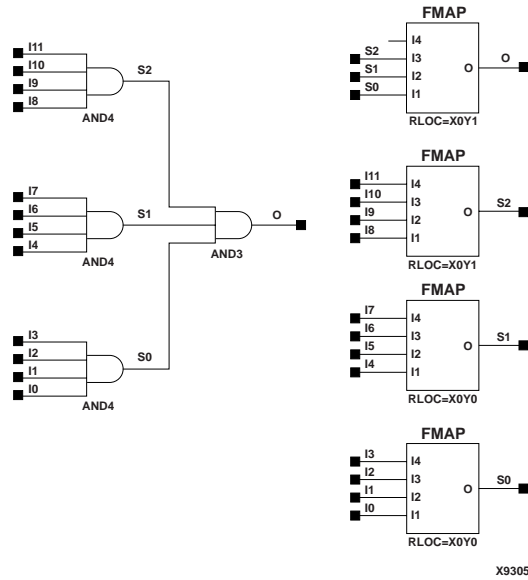 I11
I10
I9
I8
S2
AND4
I7
I6
I5
I4
S1
AND4
O
AND3
I3
I2
I1
I0
S0
AND4
FMAP
I4
S2 I3
S1 I2
S0 I1
O O
RLOC=X0Y1
FMAP
I11 I4
I10 I3
I9 I2
I8 I1
O S2
RLOC=X0Y1
FMAP
I7 I4
I6 I3
I5 I2
I4 I1
O S1
RLOC=X0Y0
FMAP
I3 I4
I2 I3
I1 I2
I0 I1
O S0
RLOC=X0Y0
X9305